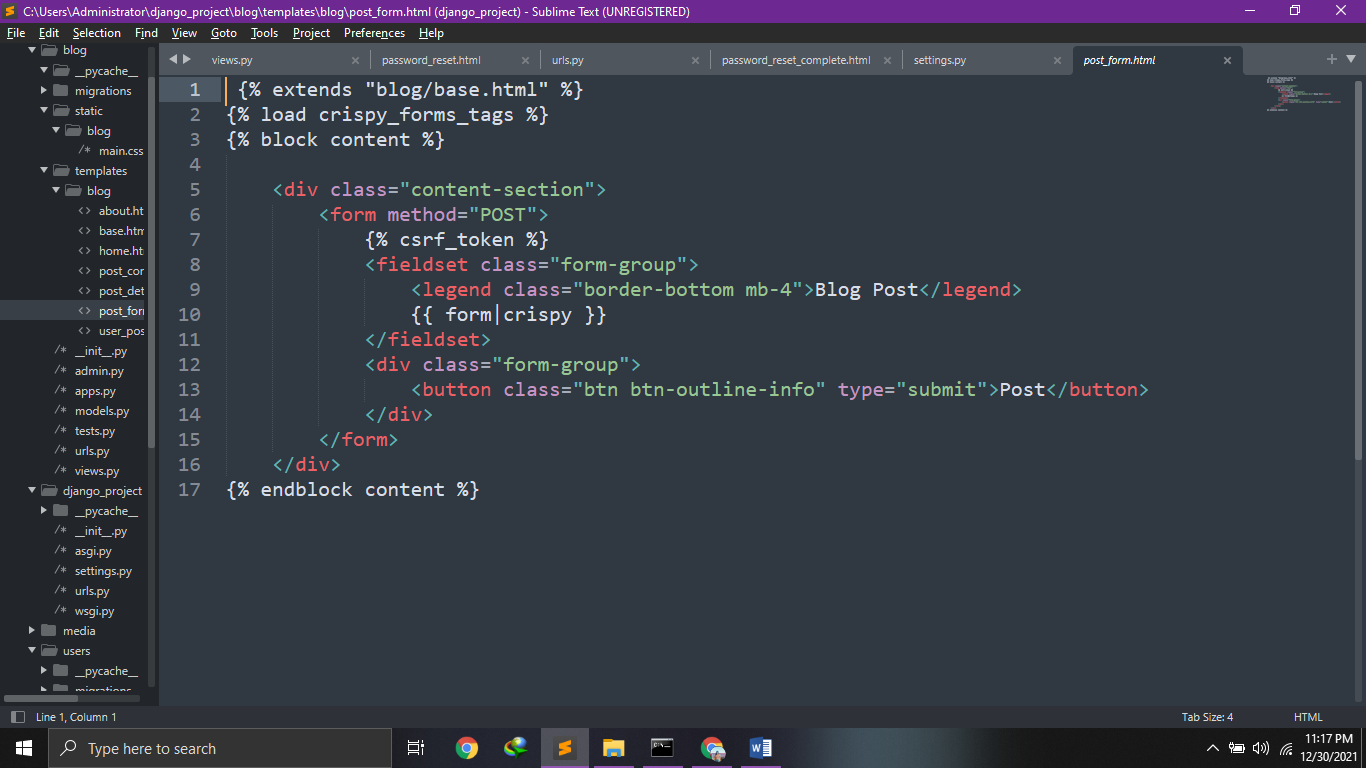 C:\Users\Administrator\django_project\blog\templates\blog\post_form.html (django_project) - Sublime Text (UNREGISTERED)
File Edit Selection Find View Goto Tools Project Preferences Help
views.py password_reset.html urls.py password_reset_complete.html settings.py post_form.html
blog
__pycache__
migrations
static
blog
main.css
templates
blog
about.ht
base.htm
home.ht
post_cor
post_det
post_for
user_pos
__init__.py
admin.py
apps.py
models.py
tests.py
urls.py
views.py
django_project
__pycache__
__init__.py
asgi.py
settings.py
urls.py
wsgi.py
media
users
__pycache__
migrations
1 {% extends "blog/base.html" %}
2 {% load crispy_forms_tags %}
3 {% block content %}
4
5 <div class="content-section">
6 <form method="POST">
7 {% csrf_token %}
8 <fieldset class="form-group">
9 <legend class="border-bottom mb-4">Blog Post</legend>
10 {{ form|crispy }}
11 </fieldset>
12 <div class="form-group">
13 <button class="btn btn-outline-info" type="submit">Post</button>
14 </div>
15 </form>
16 </div>
17 {% endblock content %}
Line 1, Column 1 Tab Size: 4 HTML
Type here to search
11:17 PM
12/30/2021